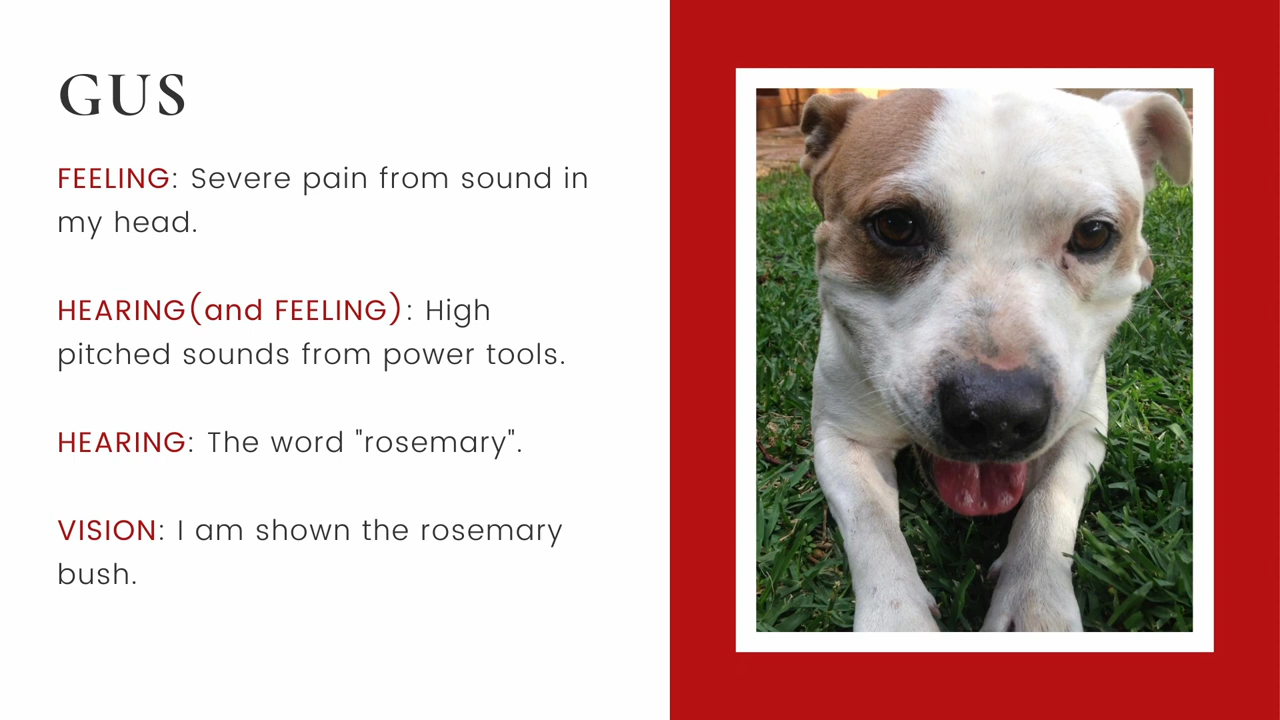 GUS
FEELING: Severe pain from sound in
my head.
HEARING(and FEELING): High
pitched sounds from power tools.
HEARING: The word "rosemary".
VISION: I am shown the rosemary
bush.